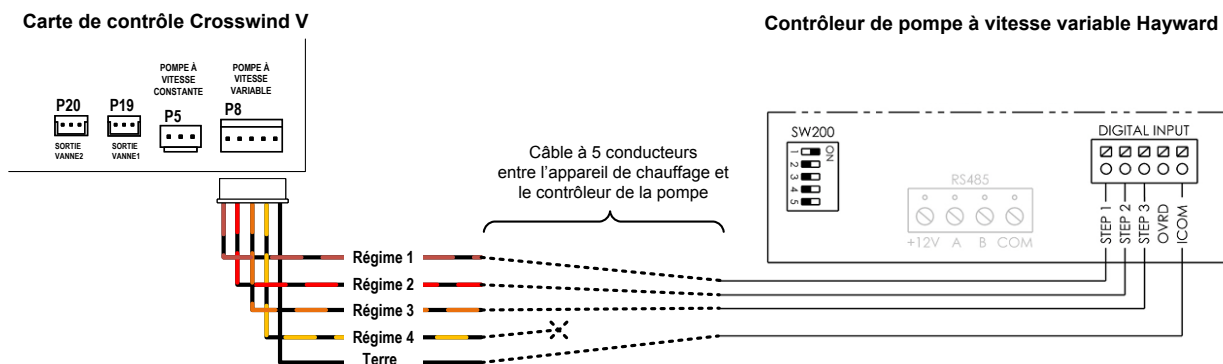 Carte de contrôle Crosswind V
Contrôleur de pompe à vitesse variable Hayward
POMPE À
VITESSE
CONSTANTE
POMPE À
VITESSE
VARIABLE
P20
P19
P5
P8
SORTIE
VANNE2
SORTIE
VANNE1
Câble à 5 conducteurs
entre l'appareil de chauffage et
le contrôleur de la pompe
SW200
ON
1
2
3
4
5
RS485
+12V A B COM
DIGITAL INPUT
STEP 1
STEP 2
STEP 3
OVRD
ICOM
Régime 1
Régime 2
Régime 3
Régime 4
Terre